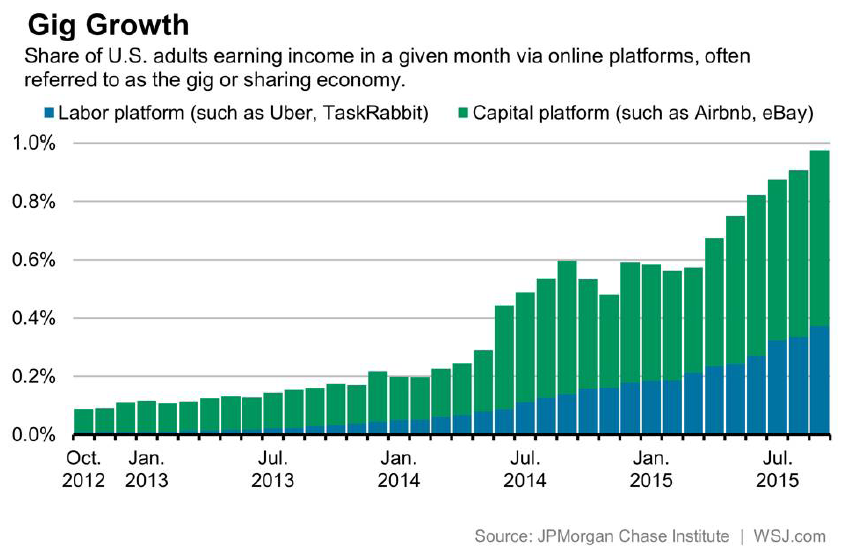 Gig Growth
Share of U.S. adults earning income in a given month via online platforms, often
referred to as the gig or sharing economy.
Labor platform (such as Uber, TaskRabbit) Capital platform (such as Airbnb, eBay)
1.0%
0.8%
0.6%
0.4%
0.2%
0.0%
Oct. Jan. Jul. Jan. Jul. Jan. Jul.
2012 2013 2013 2014 2014 2015 2015
Source: JPMorgan Chase Institute | WSJ.com